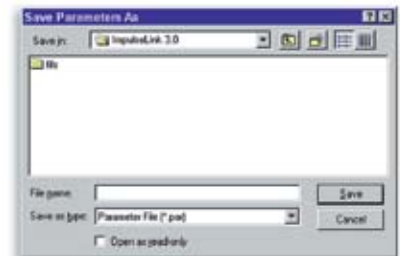 Save Parameters As
Save in: ImpulseLink 3.0
file
File name:
Save
Save as type: Parameter File (*.par)
Cancel
Open as read-only